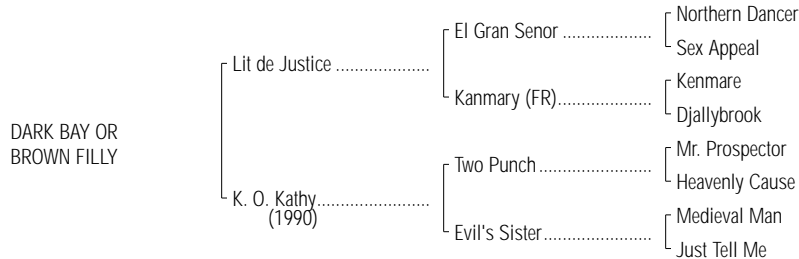 Northern Dancer
El Gran Senor ...................
Sex Appeal
Lit de Justice ....................
Kenmare
Kanmary (FR)....................
Djallybrook
DARK BAY OR
BROWN FILLY
Mr. Prospector
Two Punch ........................
Heavenly Cause
K. O. Kathy........................
(1990)
Medieval Man
Evil's Sister.......................
Just Tell Me